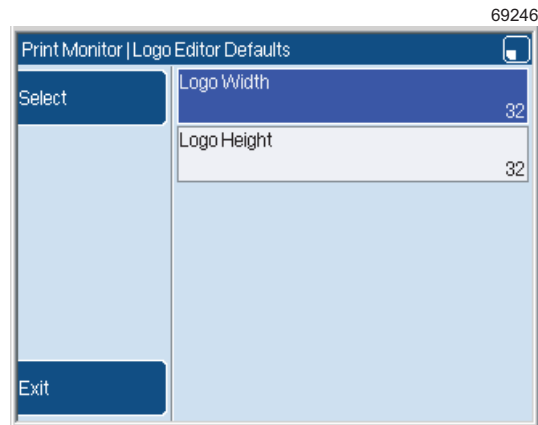 69246
Print Monitor | Logo Editor Defaults
Select
Logo Width
32
Logo Height
32
Exit